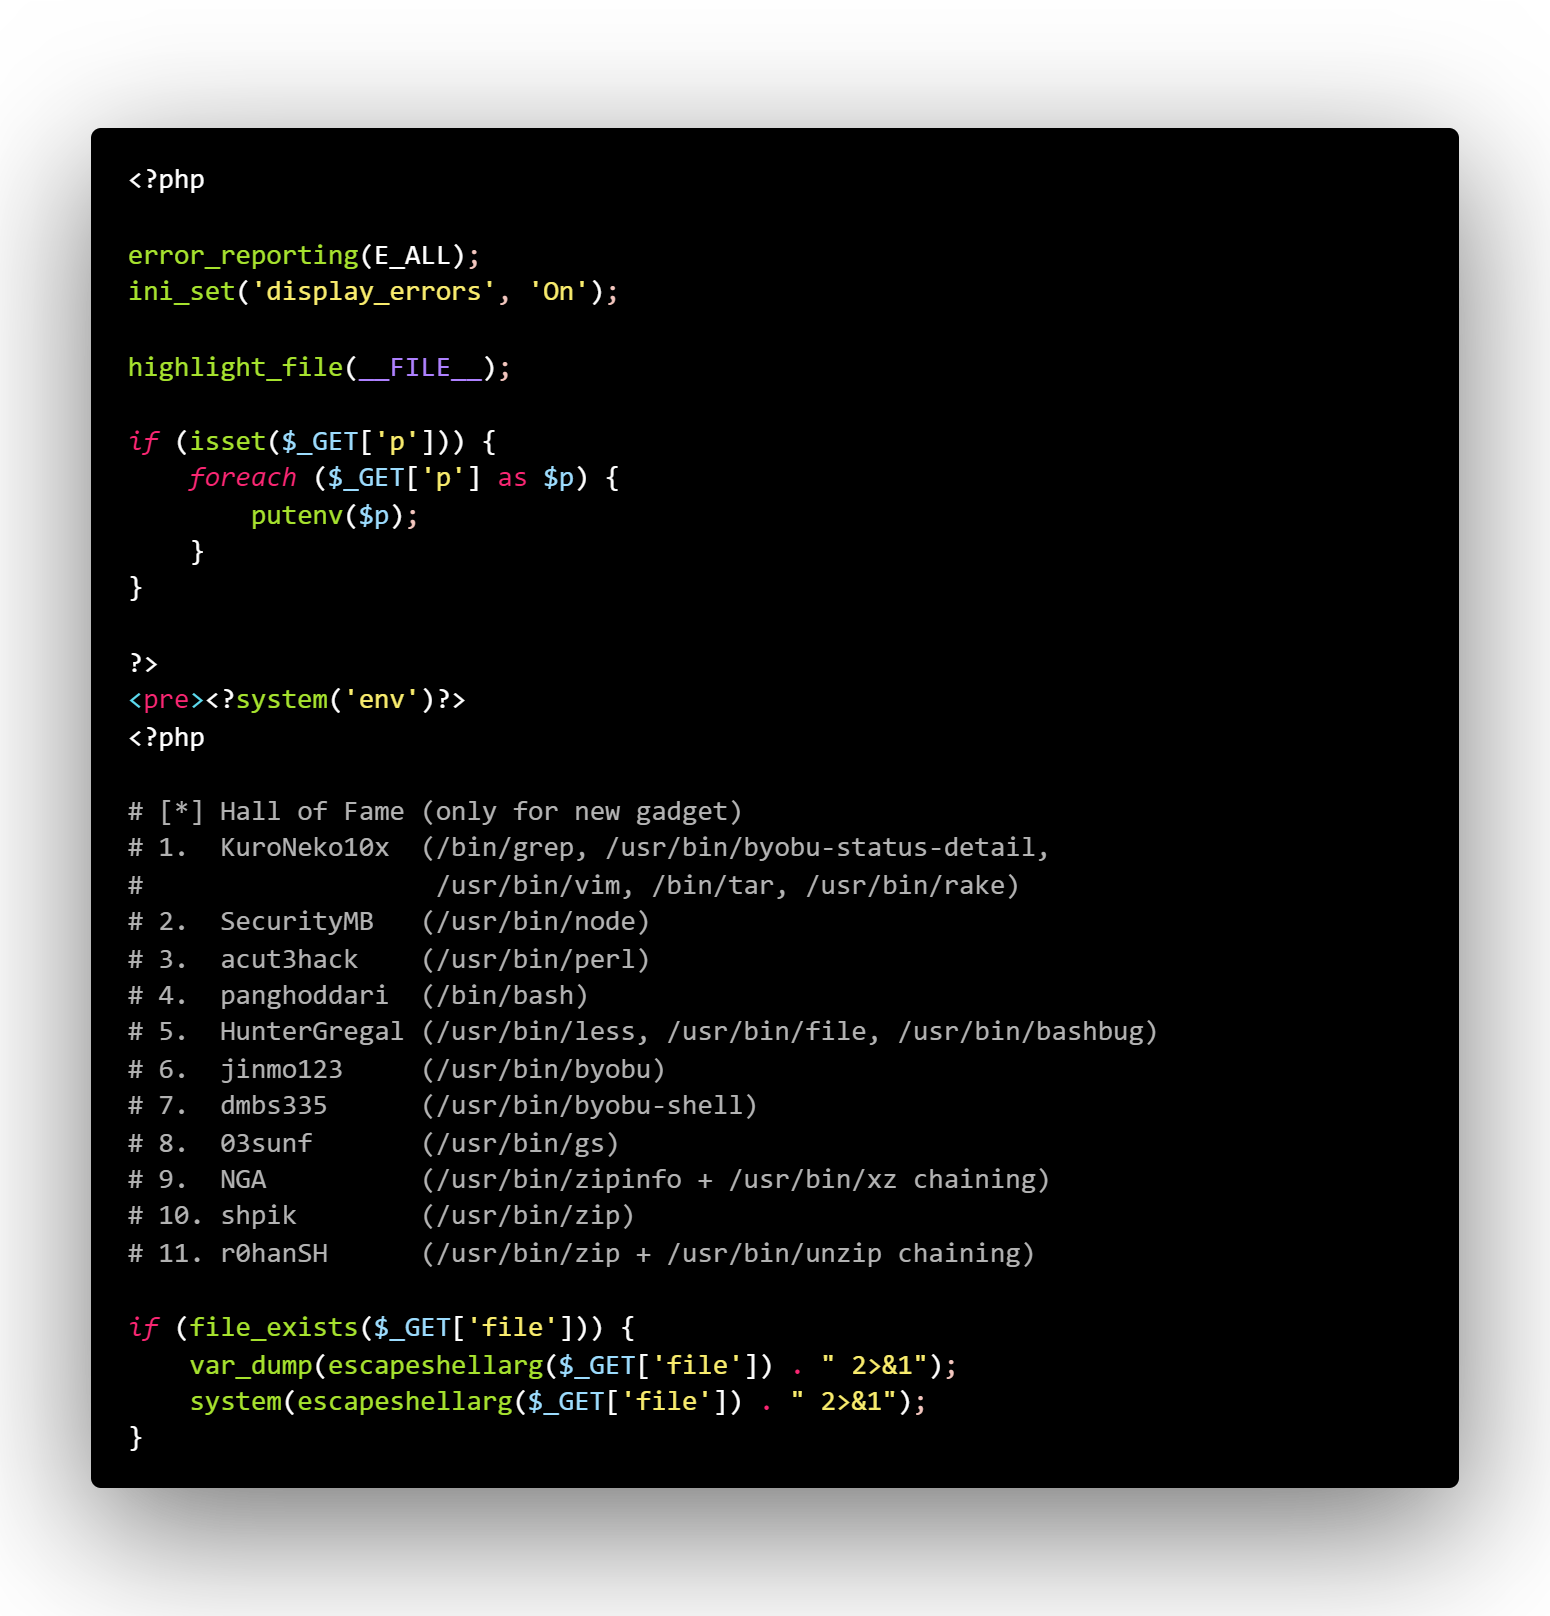 <?php

error_reporting(E_ALL);
ini_set('display_errors', 'On');

highlight_file(__FILE__);

if (isset($_GET['p'])) {
    foreach ($_GET['p'] as $p) {
        putenv($p);
    }
}

?>
<pre><?system('env')?>
<?php

# [*] Hall of Fame (only for new gadget)
# 1.  KuroNeko10x  (/bin/grep, /usr/bin/byobu-status-detail,
#                   /usr/bin/vim, /bin/tar, /usr/bin/rake)
# 2.  SecurityMB   (/usr/bin/node)
# 3.  acut3hack    (/usr/bin/perl)
# 4.  panghoddari  (/bin/bash)
# 5.  HunterGregal (/usr/bin/less, /usr/bin/file, /usr/bin/bashbug)
# 6.  jinmo123     (/usr/bin/byobu)
# 7.  dmbs335      (/usr/bin/byobu-shell)
# 8.  03sunf       (/usr/bin/gs)
# 9.  NGA          (/usr/bin/zipinfo + /usr/bin/xz chaining)
# 10. shpik        (/usr/bin/zip)
# 11. r0hanSH      (/usr/bin/zip + /usr/bin/unzip chaining)

if (file_exists($_GET['file'])) {
    var_dump(escapeshellarg($_GET['file']) . " 2>&1");
    system(escapeshellarg($_GET['file']) . " 2>&1");
}